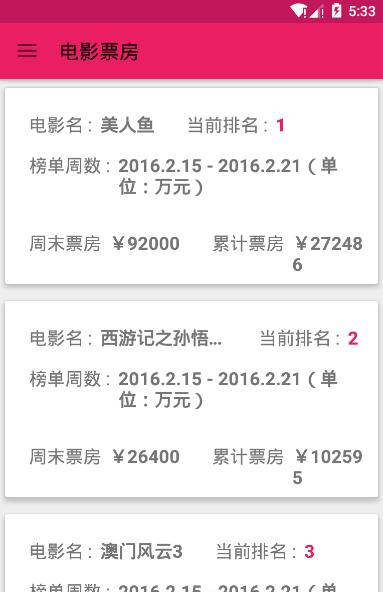 5:33
电影票房
电影名： 美人鱼 当前排名： 1
榜单周数： 2016.2.15 - 2016.2.21（单
位：万元）
周末票房 ￥92000 累计票房 ￥27248
6
电影名： 西游记之孙悟... 当前排名： 2
榜单周数： 2016.2.15 - 2016.2.21（单
位：万元）
周末票房 ￥26400 累计票房 ￥10259
5
电影名： 澳门风云3 当前排名： 3
榜单周数： 2016.2.15 - 2016.2.21（单